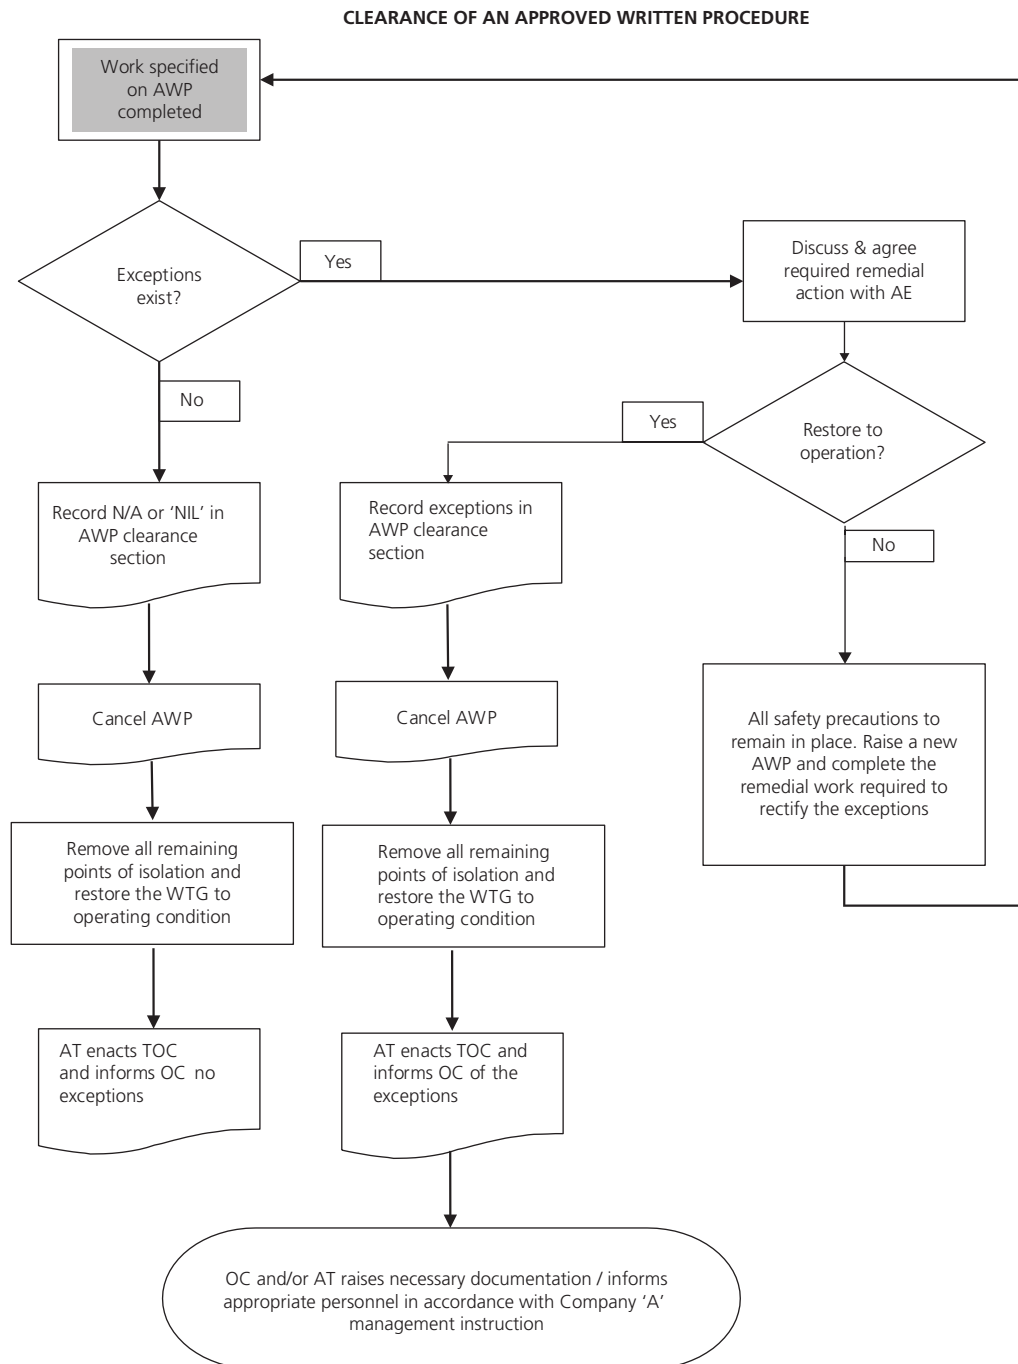 CLEARANCE OF AN APPROVED WRITTEN PROCEDURE
Work specified
on AWP
completed
Exceptions
exist?
Yes
Discuss & agree
required remedial
action with AE
No
Yes
Restore to
operation?
Record N/A or ‘NIL’ in
AWP clearance
section
Record exceptions in
AWP clearance
section
No
Cancel AWP
Cancel AWP
All safety precautions to
remain in place. Raise a new
AWP and complete the
remedial work required to
rectify the exceptions
Remove all remaining
points of isolation and
restore the WTG to
operating condition
Remove all remaining
points of isolation and
restore the WTG to
operating condition
AT enacts TOC
and informs OC no
exceptions
AT enacts TOC and
informs OC of the
exceptions
OC and/or AT raises necessary documentation / informs
appropriate personnel in accordance with Company ‘A’
management instruction